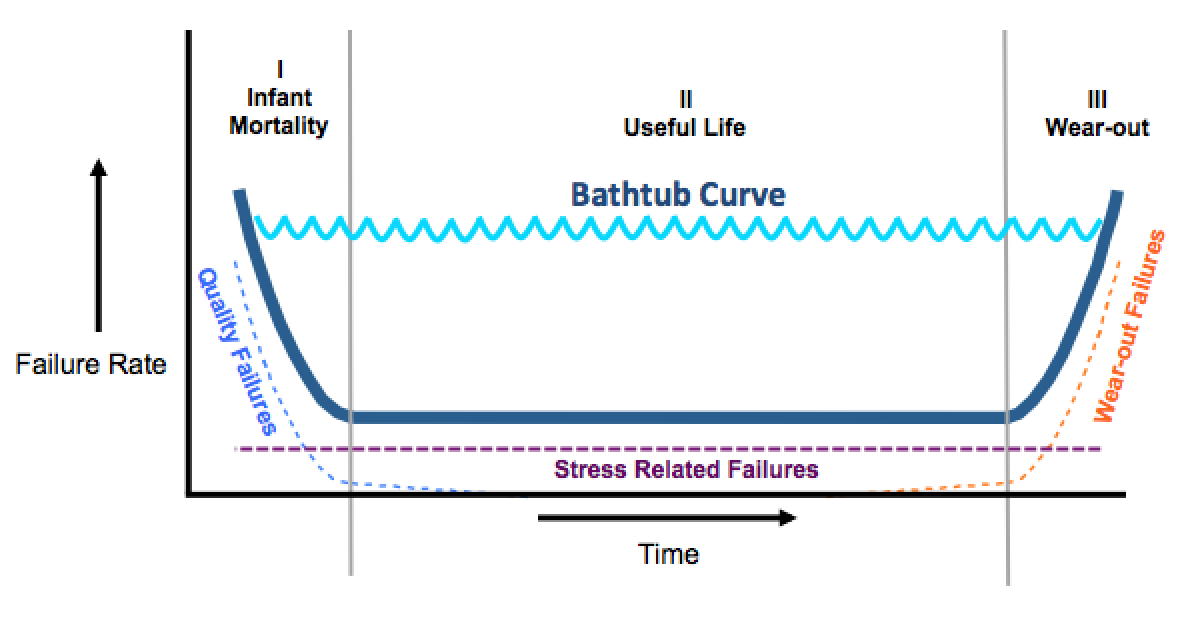 I
Infant
Mortality
II
Useful Life
III
Wear-out
Bathtub Curve
Quality Failures
Wear-out Failures
Failure Rate
Stress Related Failures
Time